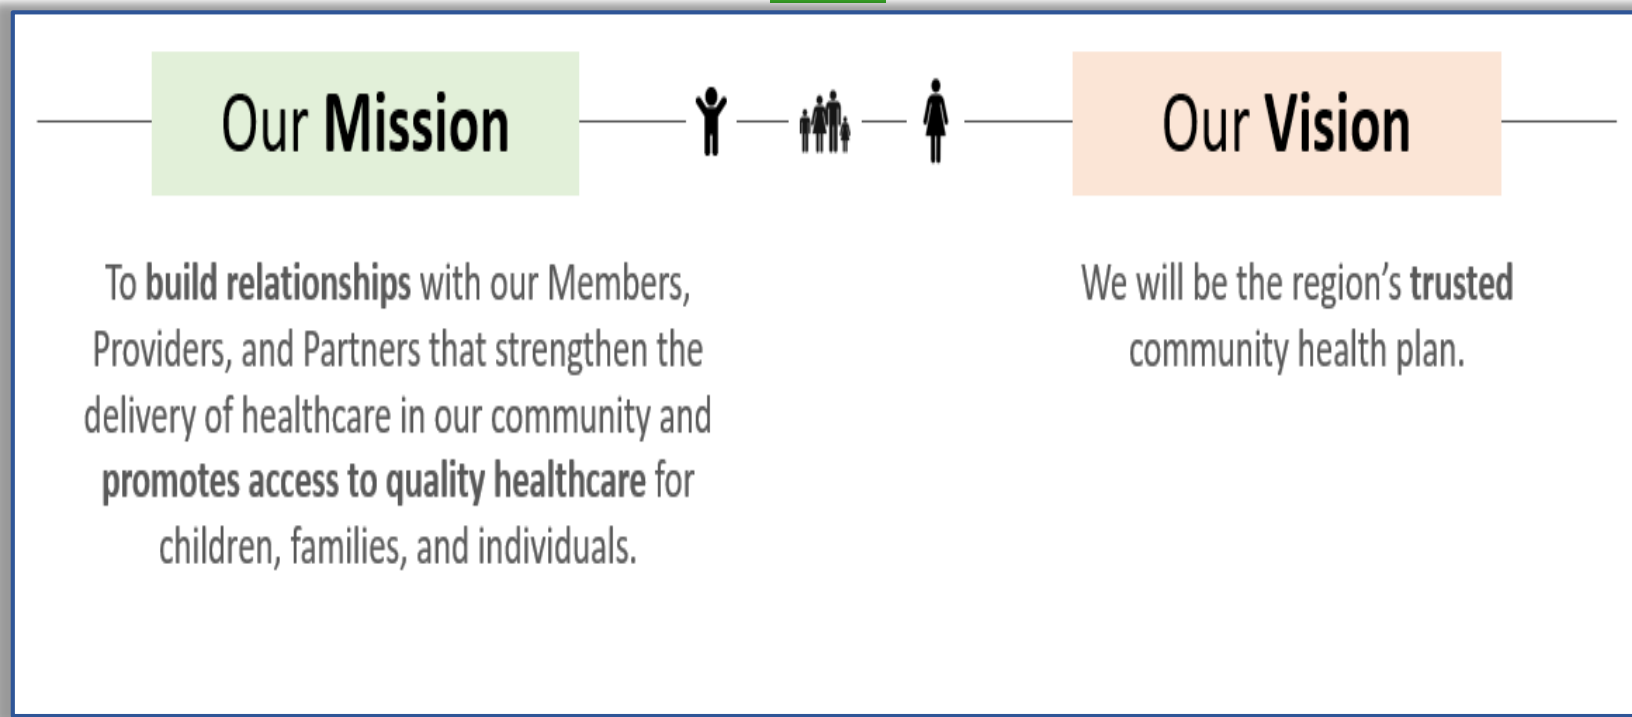 Our Mission
To build relationships with our Members,
Providers, and Partners that strengthen the
delivery of healthcare in our community and
promotes access to quality healthcare for
children, families, and individuals.
Our Vision
We will be the region’s trusted
community health plan.